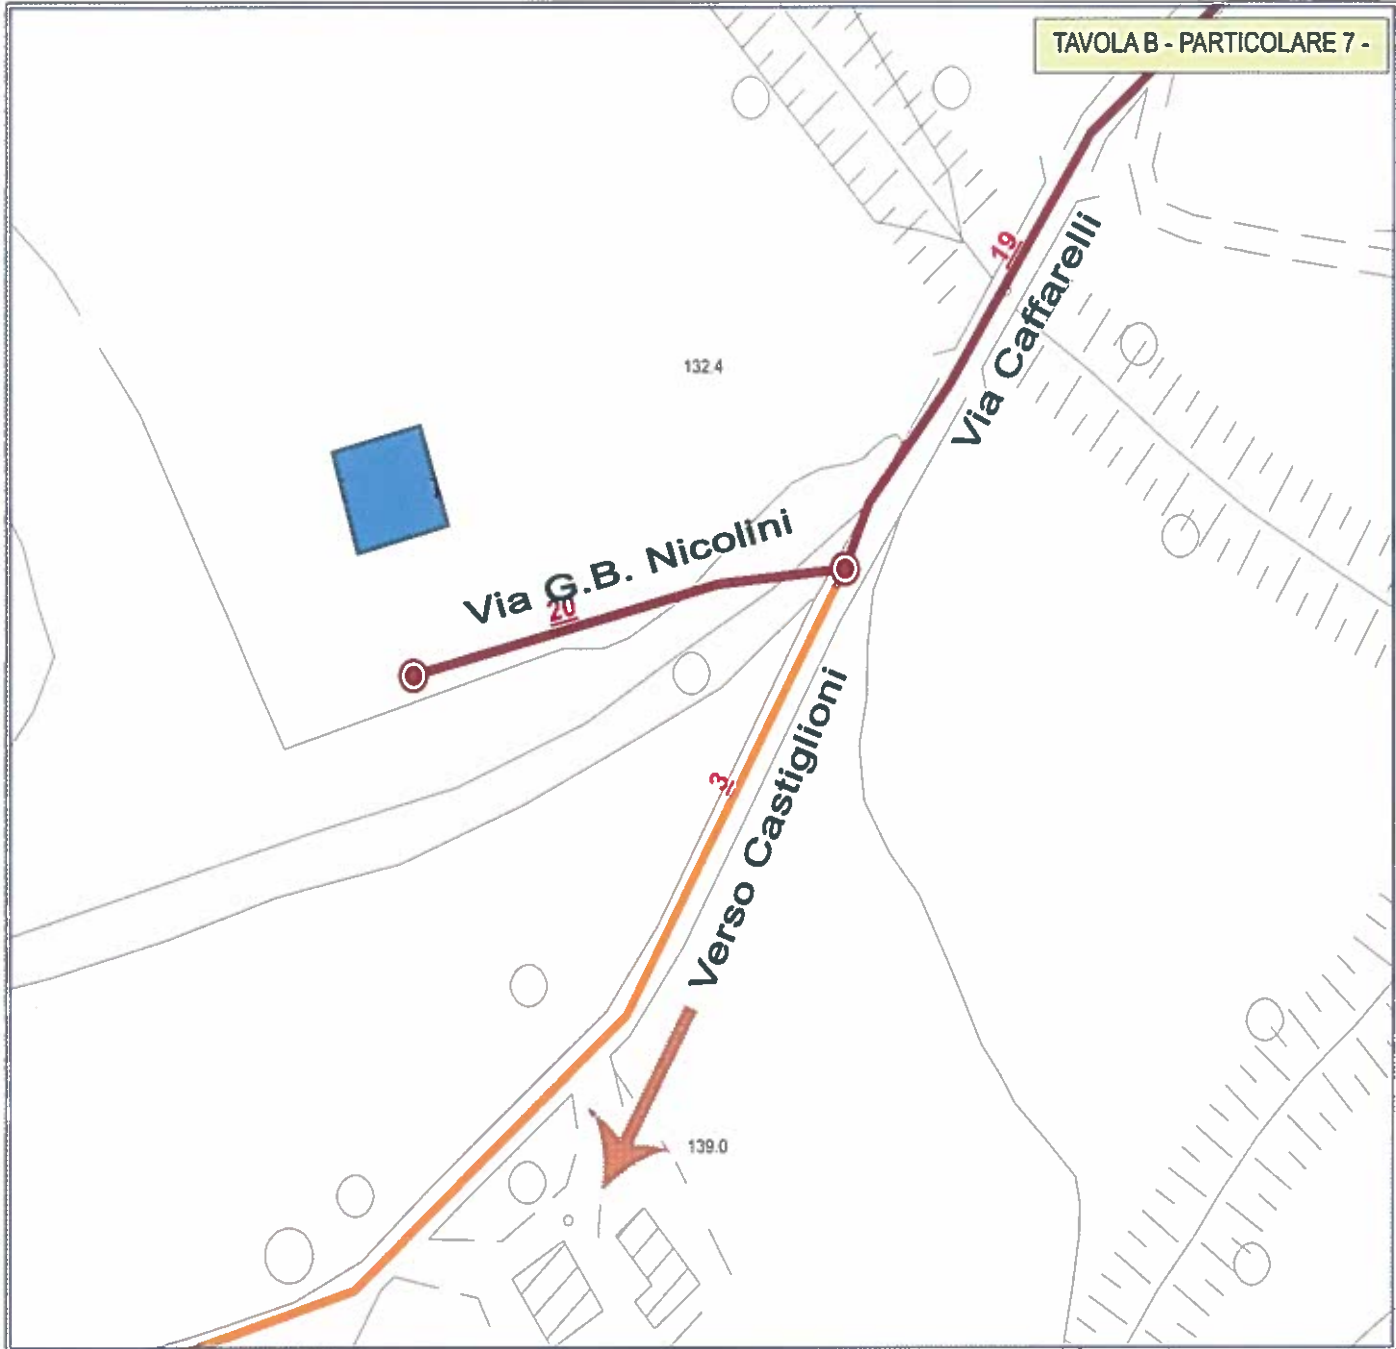 TAVOLA B - PARTICOLARE 7 -
19
Via Caffarelli
132.4
Via G.B. Nicolini
20
3
Verso Castiglioni
139.0